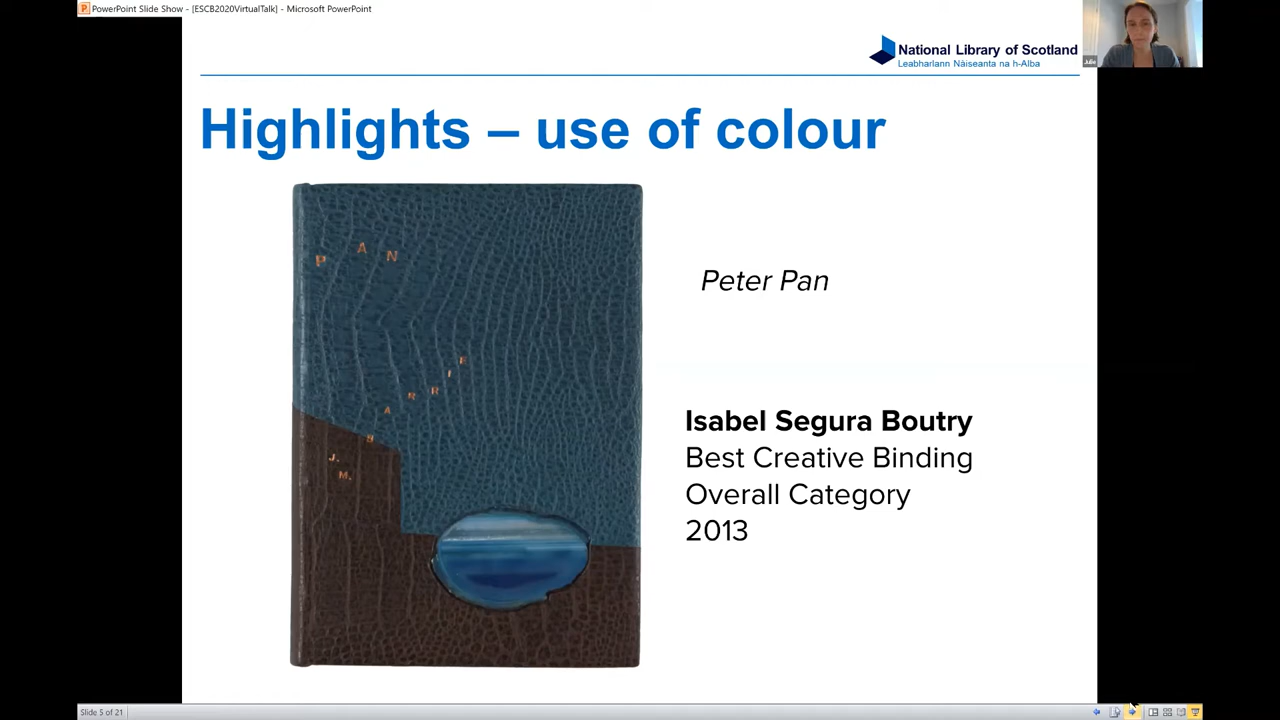 PowerPoint Slide Show - [ESCB2020VirtualTalk] - Microsoft PowerPoint
National Library of Scotland
Leabharlann Nàiseanta na h-Alba
Julie
Highlights – use of colour
P A N
J. M. B A R R I E
Peter Pan
Isabel Segura Boutry
Best Creative Binding
Overall Category
2013
Slide 5 of 21